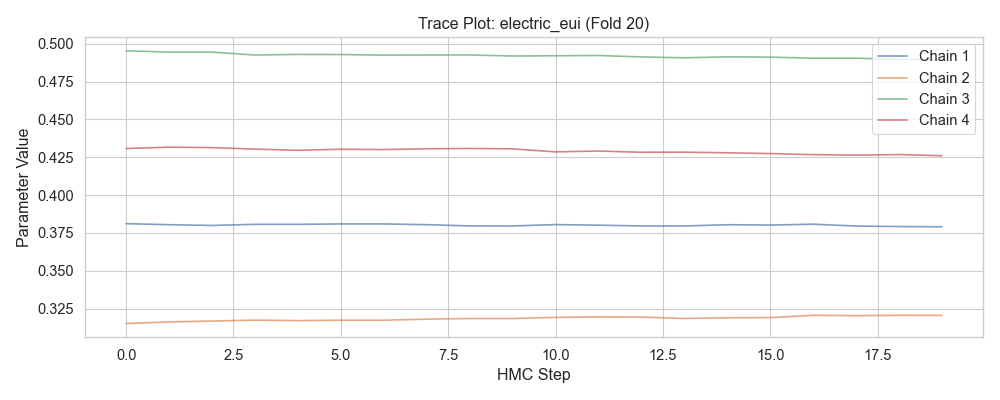 Trace Plot: electric_eui (Fold 20)
Parameter Value
0.500
0.475
0.450
0.425
0.400
0.375
0.350
0.325
Chain 1
Chain 2
Chain 3
Chain 4
0.0 2.5 5.0 7.5 10.0 12.5 15.0 17.5
HMC Step